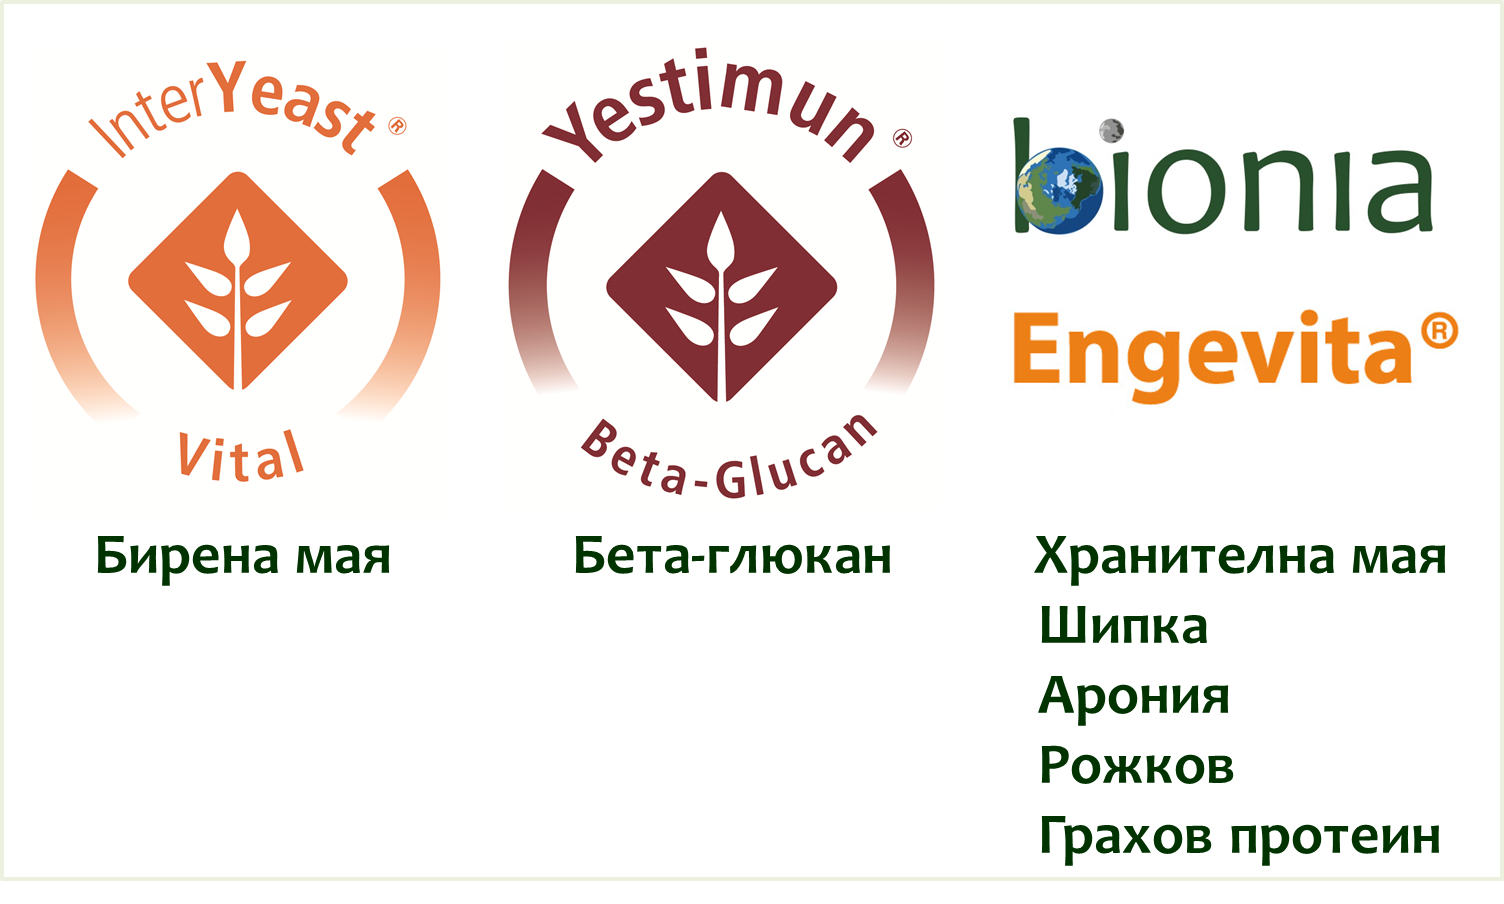 InterYeast®
Vital
Бирена мая
Yestimun®
Beta-Glucan
Бета-глюкан
bionia
Engevita®
Хранителна мая
Шипка
Арония
Рожков
Грахов протеин